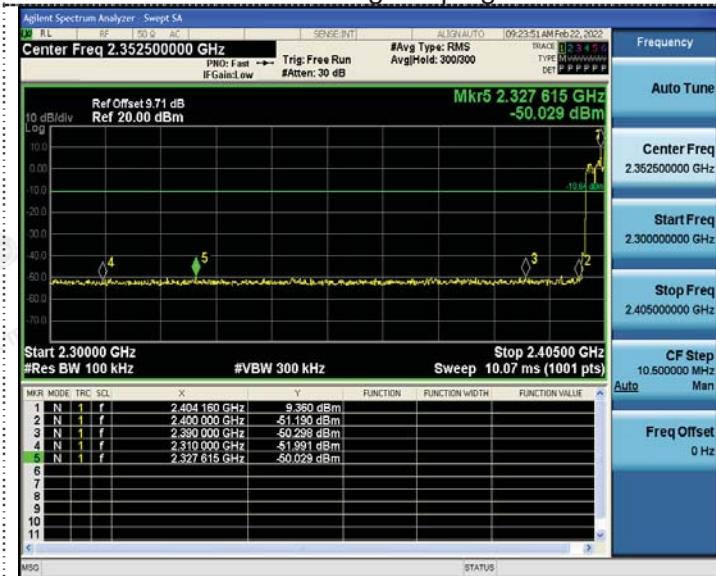 Agilent Spectrum Analyzer - Swept SA
RL RF 50 Ω AC SENSE:INT ALIGN AUTO 09:23:51 AM Feb 22, 2022
Center Freq 2.352500000 GHz
PNO: Fast
IFGain:Low
Trig: Free Run
#Atten: 30 dB
#Avg Type: RMS
Avg|Hold: 300/300
TRACE 1 2 3 4 5 6
TYPE M
DET P P P P P P
Mkr5 2.327 615 GHz
-50.029 dBm
Ref Offset 9.71 dB
Ref 20.00 dBm
10 dB/div
Log
10.0
0.00
-10.0
-20.0
-30.0
-40.0
-50.0
-60.0
-70.0
4
5
3
2
Start 2.30000 GHz
Stop 2.40500 GHz
#Res BW 100 kHz
#VBW 300 kHz
Sweep 10.07 ms (1001 pts)
MKR MODE TRC SCL X Y FUNCTION FUNCTION WIDTH FUNCTION VALUE
1 N 1 f 2.404 160 GHz 9.360 dBm
2 N 1 f 2.400 000 GHz -51.190 dBm
3 N 1 f 2.390 000 GHz -50.298 dBm
4 N 1 f 2.310 000 GHz -51.991 dBm
5 N 1 f 2.327 615 GHz -50.029 dBm
6
7
8
9
10
11
MSG
STATUS
Frequency
Auto Tune
Center Freq
2.352500000 GHz
Start Freq
2.300000000 GHz
Stop Freq
2.405000000 GHz
CF Step
10.500000 MHz
Auto Man
Freq Offset
0 Hz